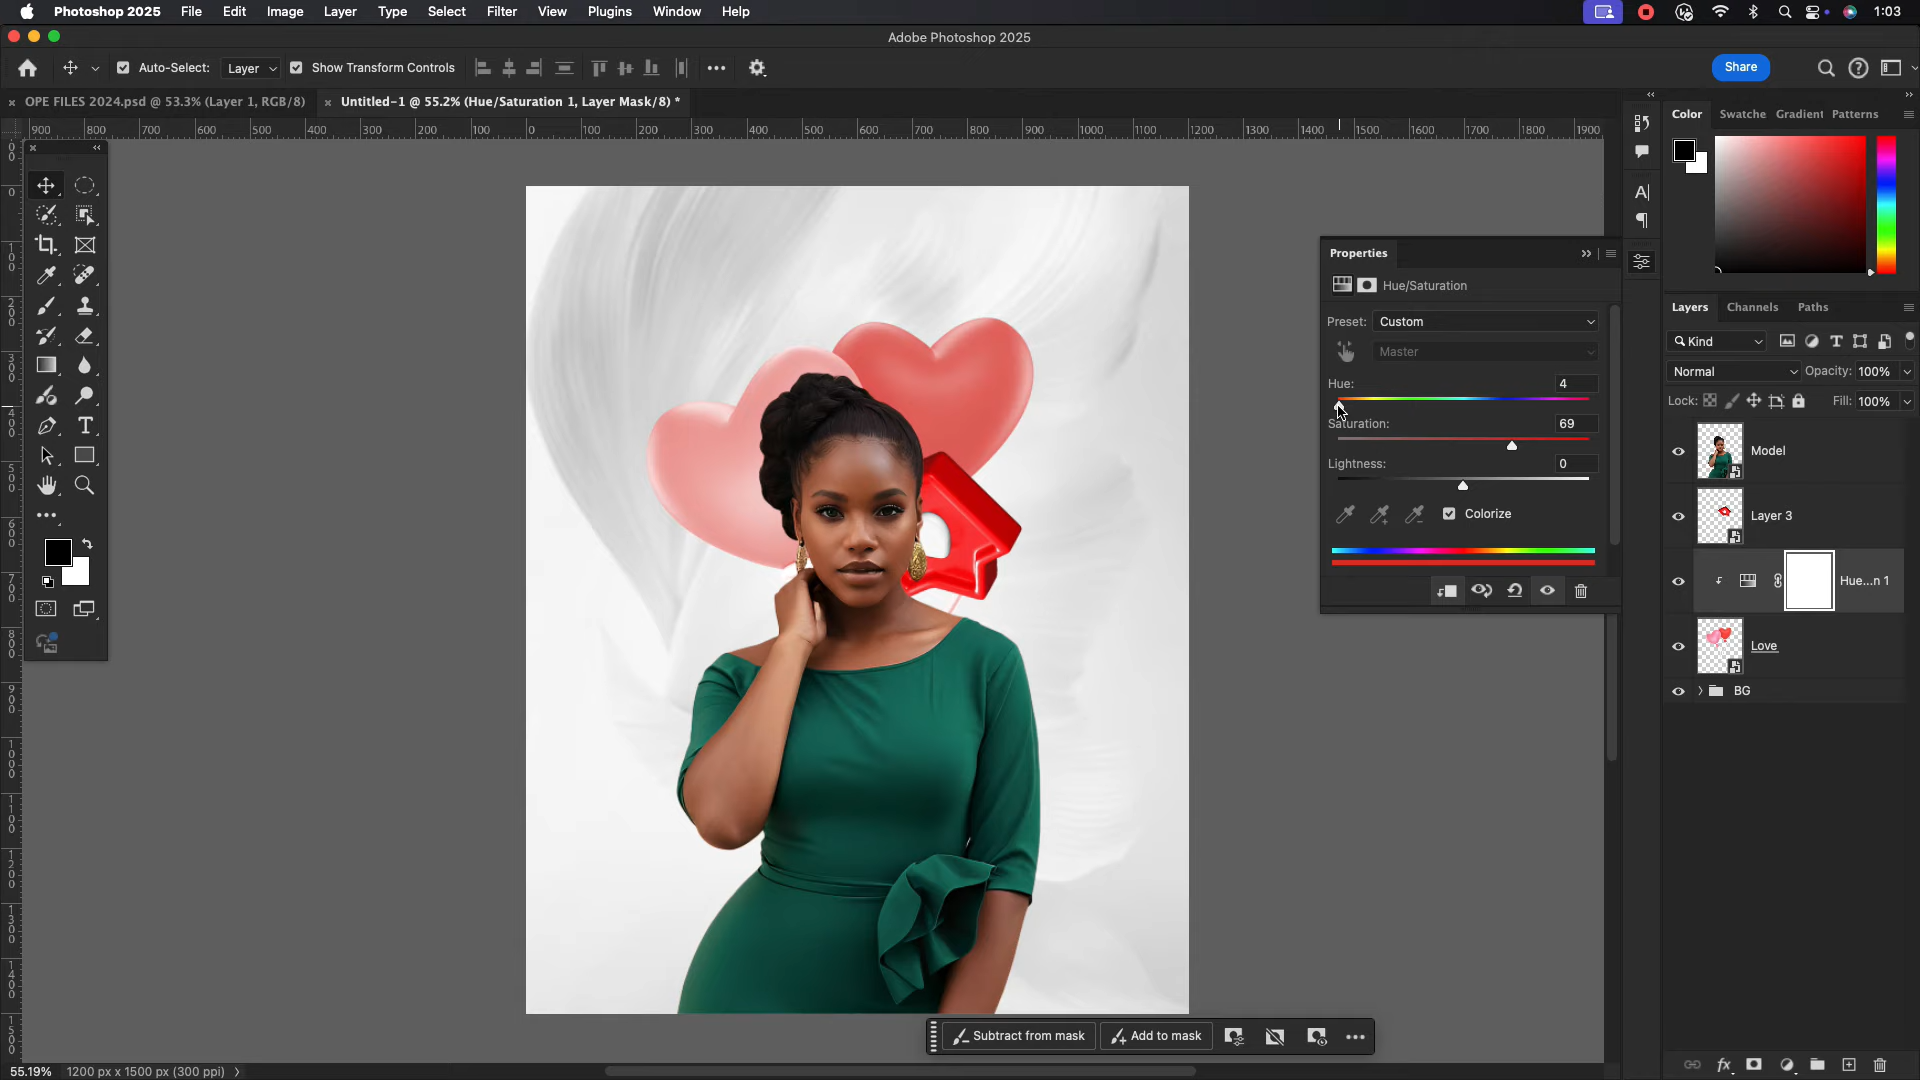 Photoshop 2025 File Edit Image Layer Type Select Filter View Plugins Window Help 1:03
Adobe Photoshop 2025
Auto-Select: Layer Show Transform Controls Share
OPE FILES 2024.psd @ 53.3% (Layer 1, RGB/8) Untitled-1 @ 55.2% (Hue/Saturation 1, Layer Mask/8) *
900 800 700 600 500 400 300 200 100 0 100 200 300 400 500 600 700 800 900 1000 1100 1200 1300 1400 1500 1600 1700 1800 1900
Color Swatche Gradient Patterns
Properties
Hue/Saturation
Preset: Custom
Master
Hue: 4
Saturation: 69
Lightness: 0
Colorize
Layers Channels Paths
Kind
Normal Opacity: 100%
Lock: Fill: 100%
Model
Layer 3
Hue...n 1
Love
BG
Subtract from mask Add to mask
55.19% 1200 px x 1500 px (300 ppi)